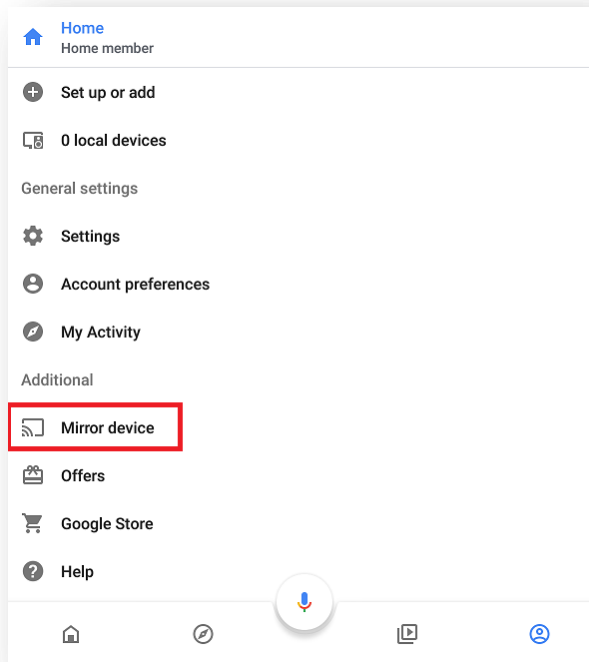 Home
Home member
Set up or add
0 local devices
General settings
Settings
Account preferences
My Activity
Additional
Mirror device
Offers
Google Store
Help